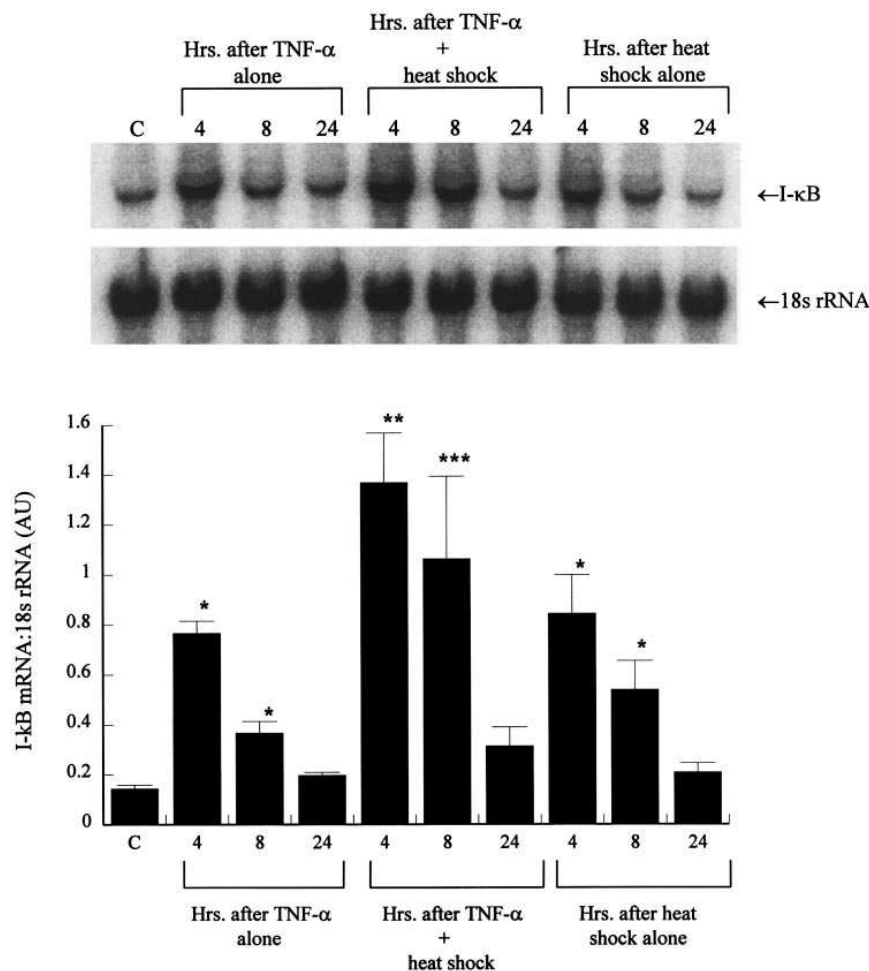 Hrs. after TNF-α
alone
Hrs. after TNF-α
+
heat shock
Hrs. after heat
shock alone
C 4 8 24 4 8 24 4 8 24
←I-κB
←18s rRNA
I-kB mRNA:18s rRNA (AU)
1.6
1.4
1.2
1
0.8
0.6
0.4
0.2
0
* * ** *** * *
C 4 8 24 4 8 24 4 8 24
Hrs. after TNF-α
alone
Hrs. after TNF-α
+
heat shock
Hrs. after heat
shock alone